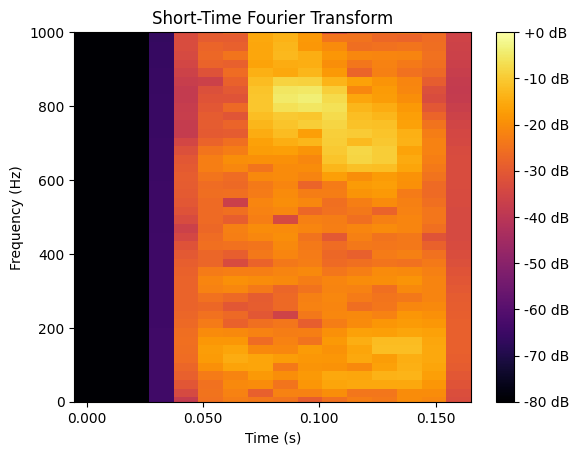 Short-Time Fourier Transform
1000
800
600
400
200
0
Frequency (Hz)
0.000
0.050
0.100
0.150
Time (s)
+0 dB
-10 dB
-20 dB
-30 dB
-40 dB
-50 dB
-60 dB
-70 dB
-80 dB